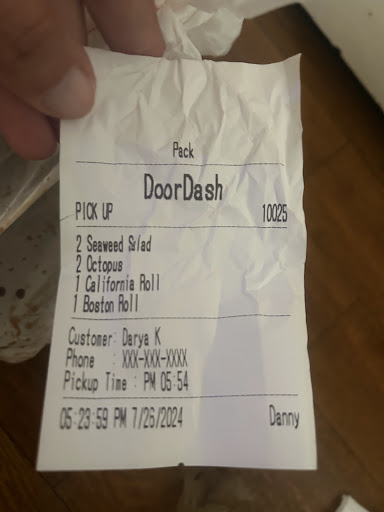 Pack
DoorDash
PICK UP 10025
2 Seaweed Salad
2 Octopus
1 California Roll
1 Boston Roll
Customer: Darya K
Phone : XXX-XXX-XXXX
Pickup Time : PM 05:54
05:23:59 PM 7/26/2024 Danny